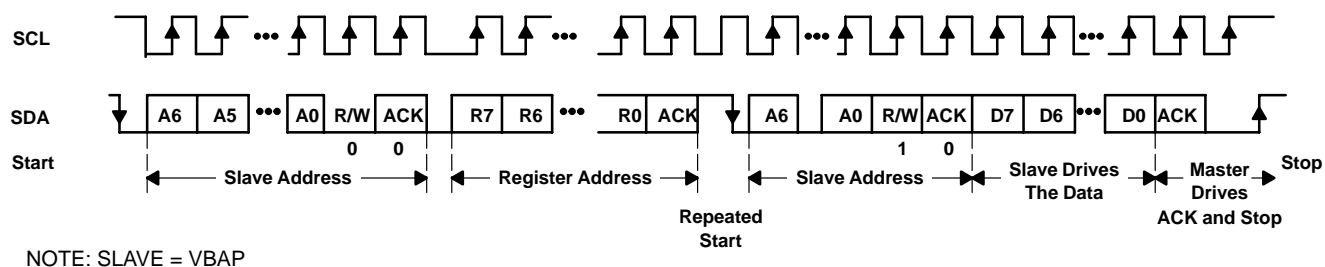 SCL
SDA A6 A5 ••• A0 R/W ACK R7 R6 ••• R0 ACK A6 A0 R/W ACK D7 D6 ••• D0 ACK
0 0 1 0
Start Stop
Slave Address Register Address Slave Address Slave Drives Master
The Data Drives
Repeated ACK and Stop
Start
NOTE: SLAVE = VBAP